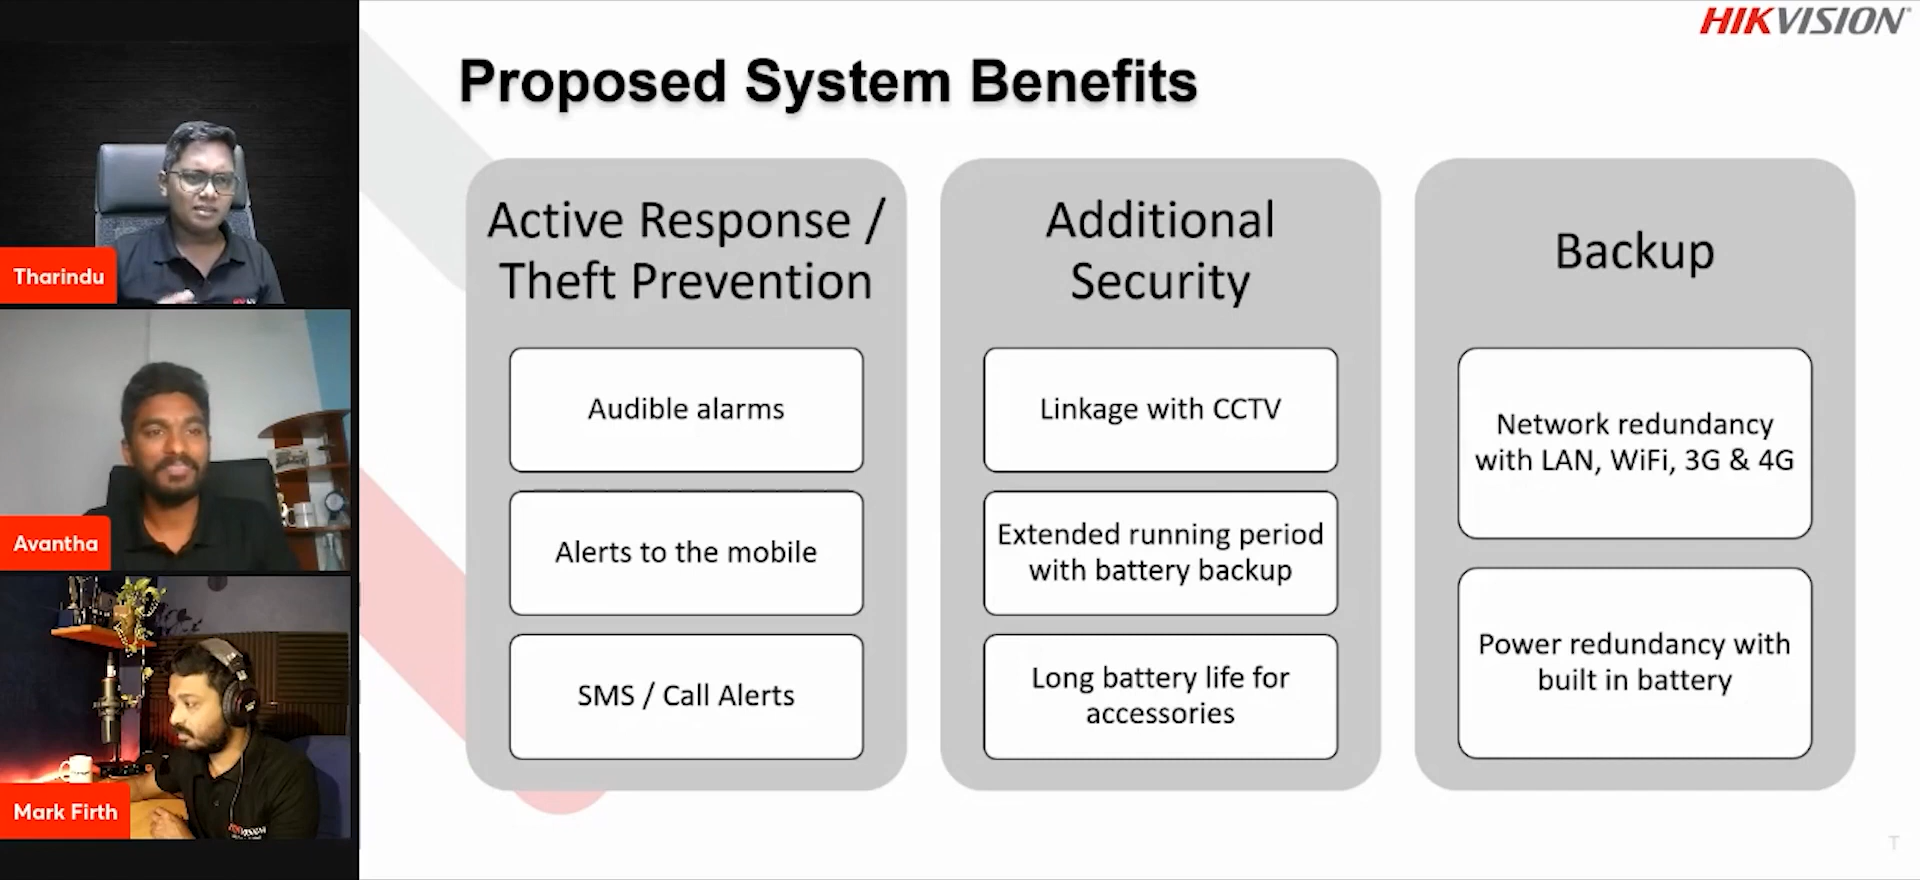 HIKVISION
Proposed System Benefits
Active Response /
Theft Prevention
Audible alarms
Alerts to the mobile
SMS / Call Alerts
Additional
Security
Linkage with CCTV
Extended running period
with battery backup
Long battery life for
accessories
Backup
Network redundancy
with LAN, WiFi, 3G & 4G
Power redundancy with
built in battery
Tharindu
Avantha
Mark Firth
HIKVISION
T